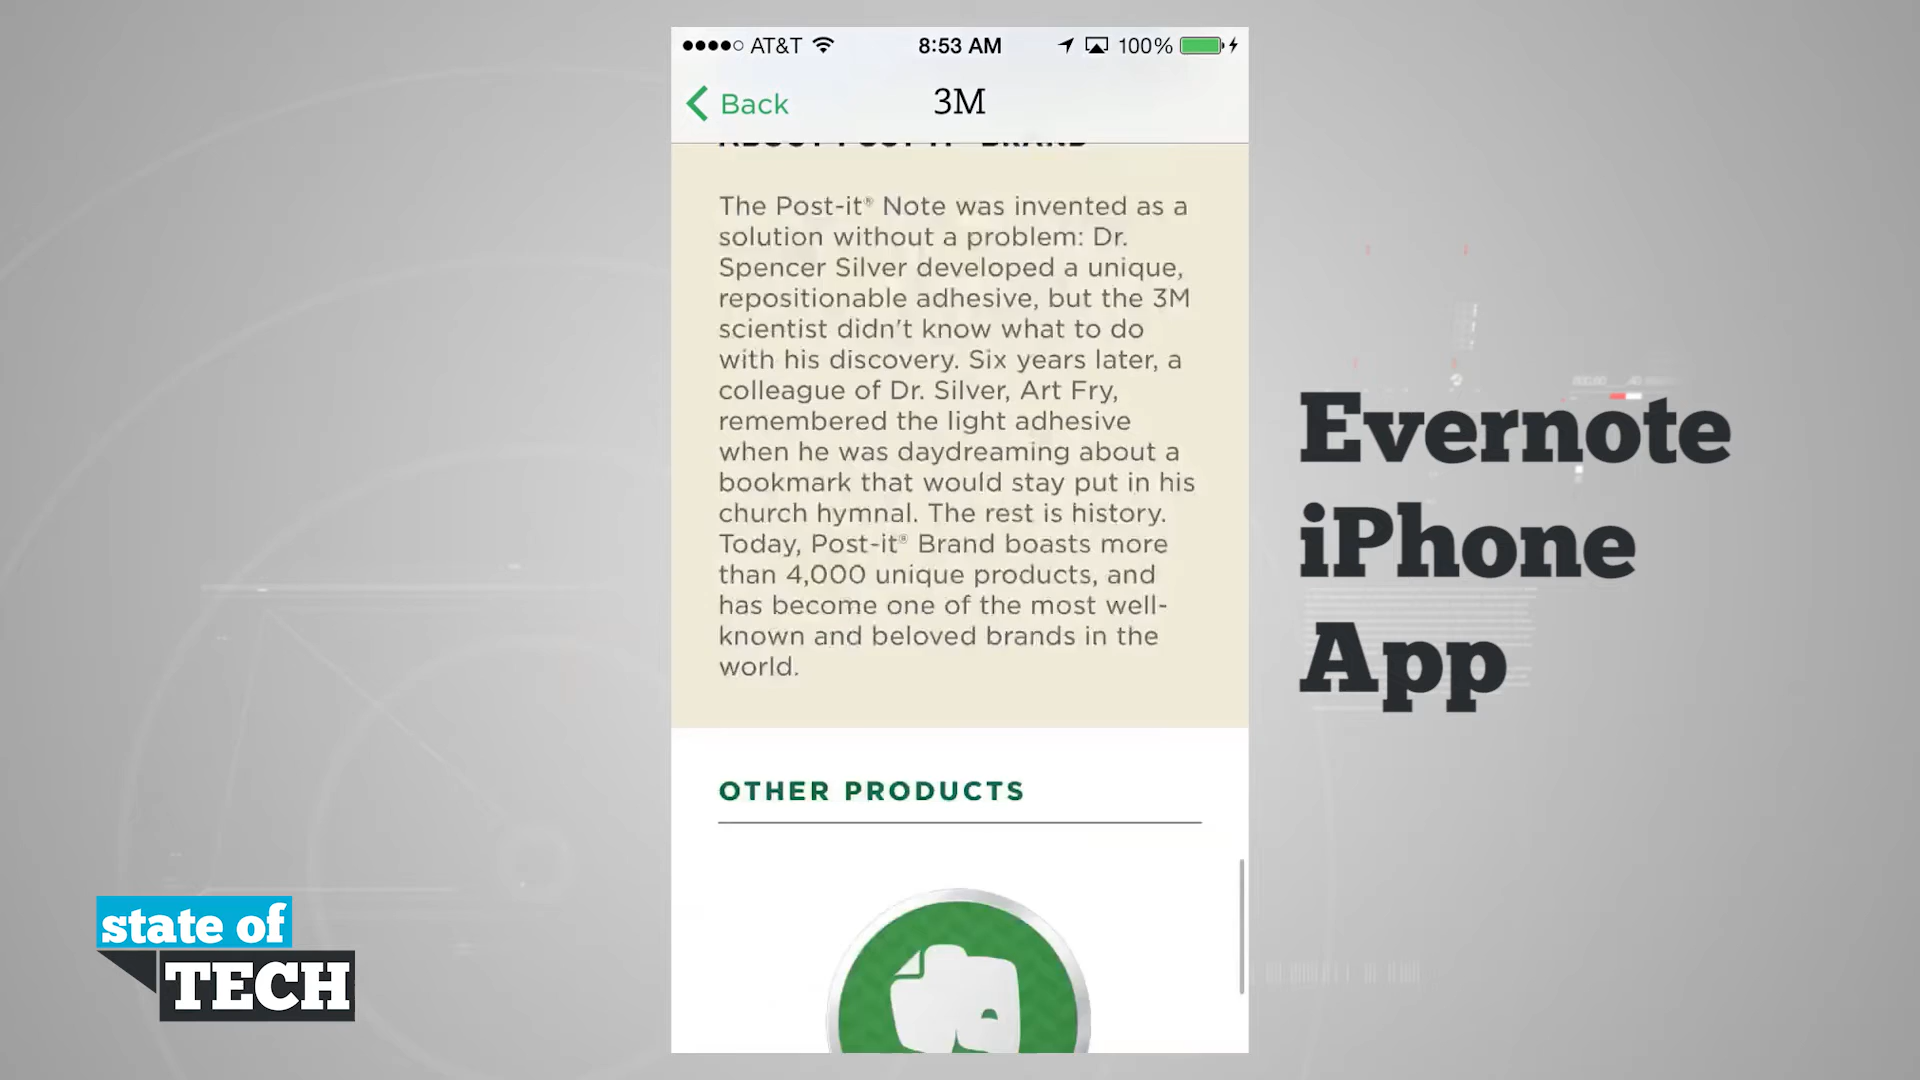 AT&T 8:53 AM 100%
Back 3M
ABOUT POST-IT® BRAND
The Post-it® Note was invented as a
solution without a problem: Dr.
Spencer Silver developed a unique,
repositionable adhesive, but the 3M
scientist didn't know what to do
with his discovery. Six years later, a
colleague of Dr. Silver, Art Fry,
remembered the light adhesive
when he was daydreaming about a
bookmark that would stay put in his
church hymnal. The rest is history.
Today, Post-it® Brand boasts more
than 4,000 unique products, and
has become one of the most well-
known and beloved brands in the
world.
OTHER PRODUCTS
Evernote
iPhone
App
state of
TECH